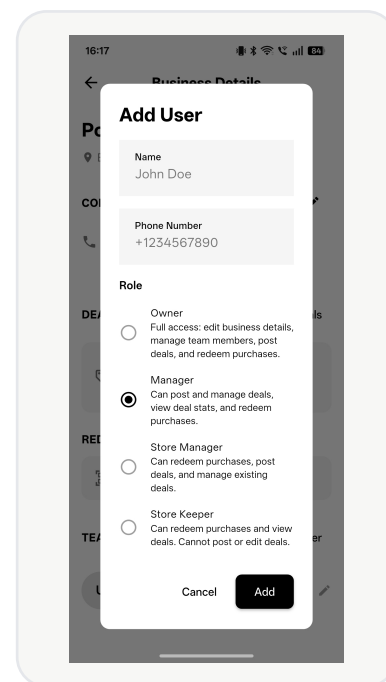 16:17
84
Business Details
Add User
Name
John Doe
Phone Number
+1234567890
Role
Owner
Full access: edit business details,
manage team members, post
deals, and redeem purchases.
Manager
Can post and manage deals,
view deal stats, and redeem
purchases.
Store Manager
Can redeem purchases, post
deals, and manage existing
deals.
Store Keeper
Can redeem purchases and view
deals. Cannot post or edit deals.
Cancel
Add